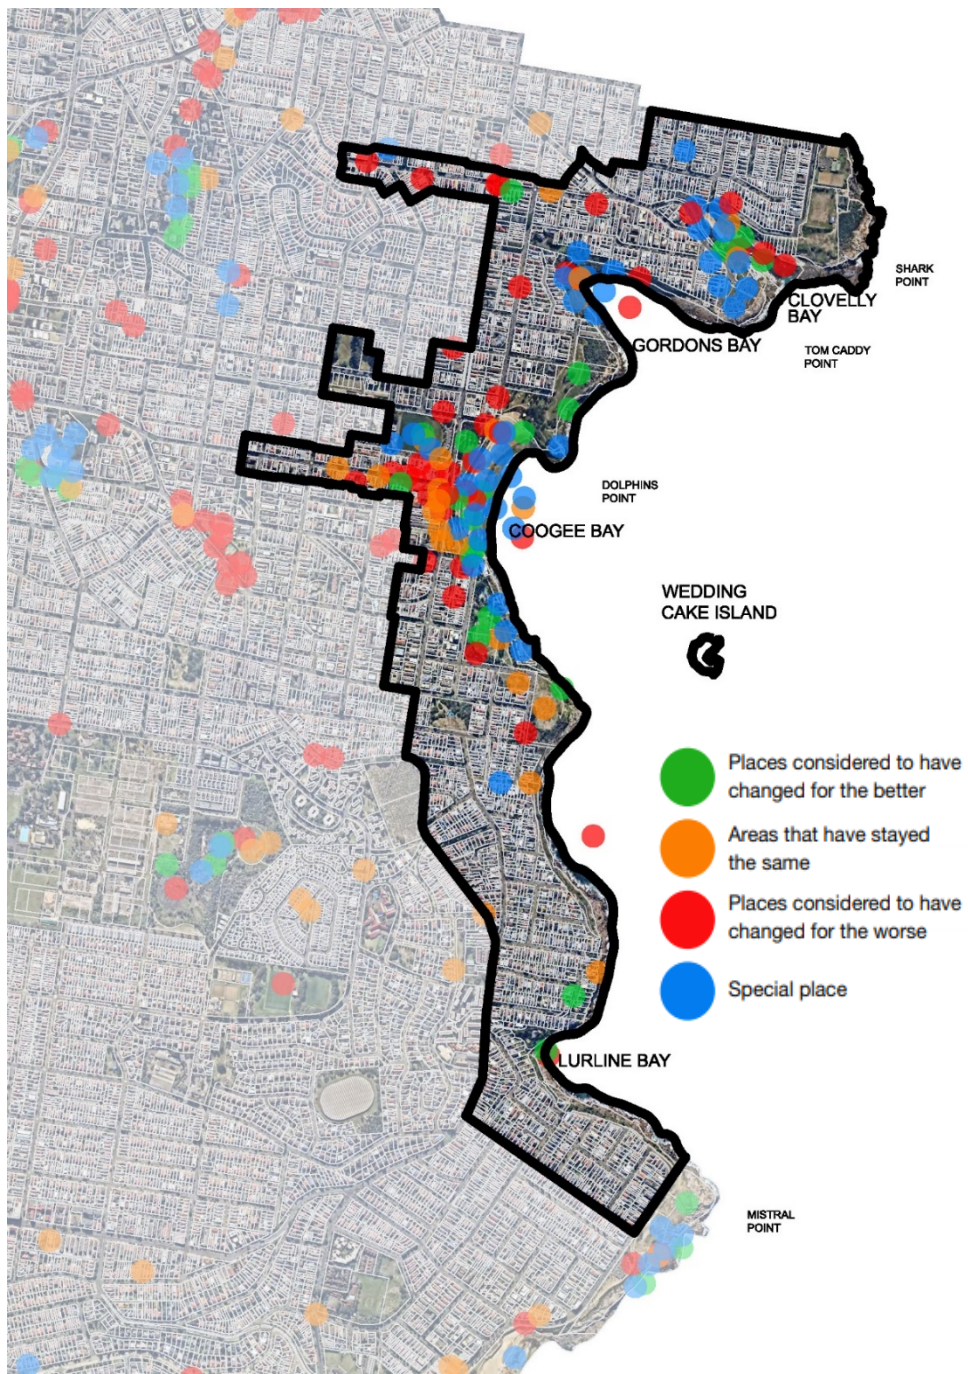 SHARK
POINT
CLOVELLY
BAY
GORDONS BAY
TOM CADDY
POINT
DOLPHINS
POINT
COOGEE BAY
WEDDING
CAKE ISLAND
Places considered to have
changed for the better
Areas that have stayed
the same
Places considered to have
changed for the worse
Special place
LURLINE BAY
MISTRAL
POINT